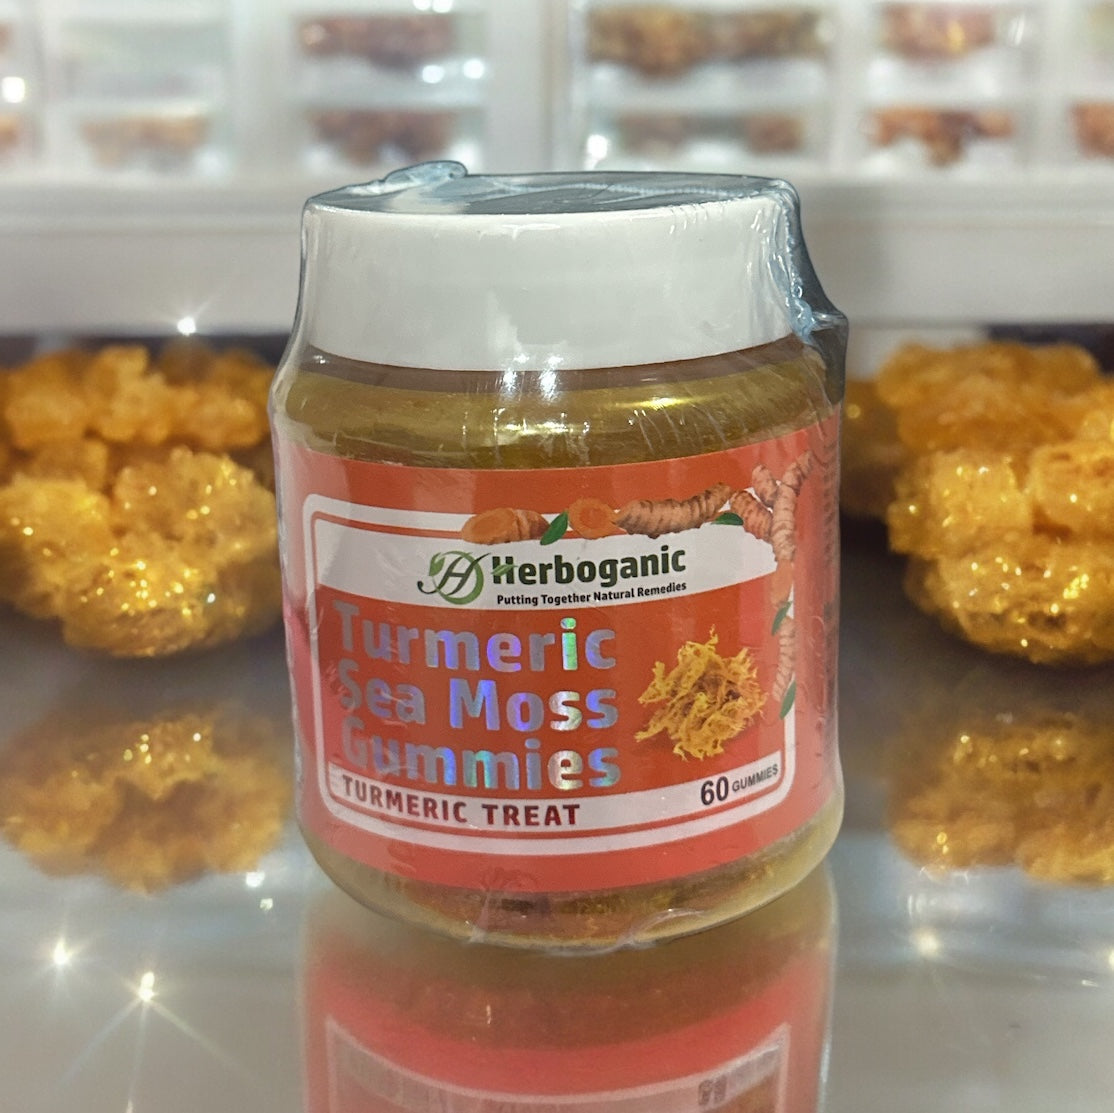 Herboganic
Putting Together Natural Remedies
Turmeric
Sea Moss
Gummies
TURMERIC TREAT
60 GUMMIES